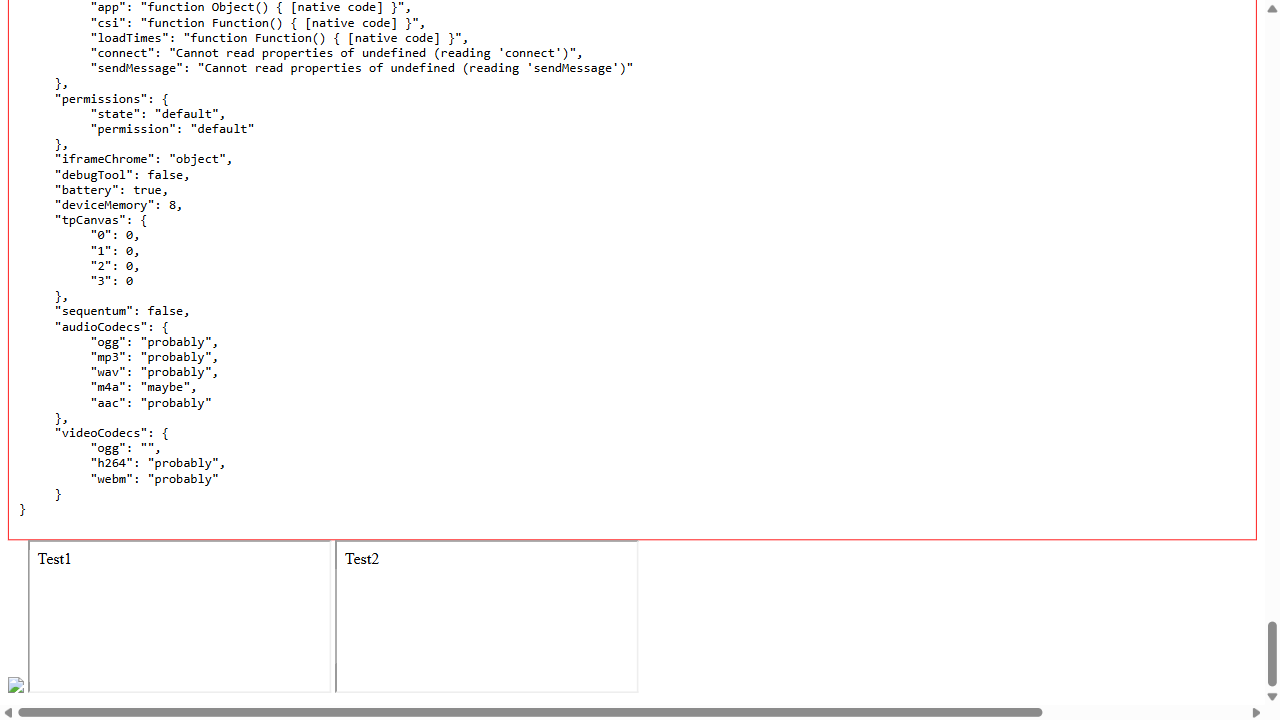 "app": "function Object() { [native code] }",
"csi": "function Function() { [native code] }",
"loadTimes": "function Function() { [native code] }",
"connect": "Cannot read properties of undefined (reading 'connect')",
"sendMessage": "Cannot read properties of undefined (reading 'sendMessage')"
},
"permissions": {
"state": "default",
"permission": "default"
},
"iframeChrome": "object",
"debugTool": false,
"battery": true,
"deviceMemory": 8,
"tpCanvas": {
"0": 0,
"1": 0,
"2": 0,
"3": 0
},
"sequentum": false,
"audioCodecs": {
"ogg": "probably",
"mp3": "probably",
"wav": "probably",
"m4a": "maybe",
"aac": "probably"
},
"videoCodecs": {
"ogg": "",
"h264": "probably",
"webm": "probably"
}
}
Test1
Test2